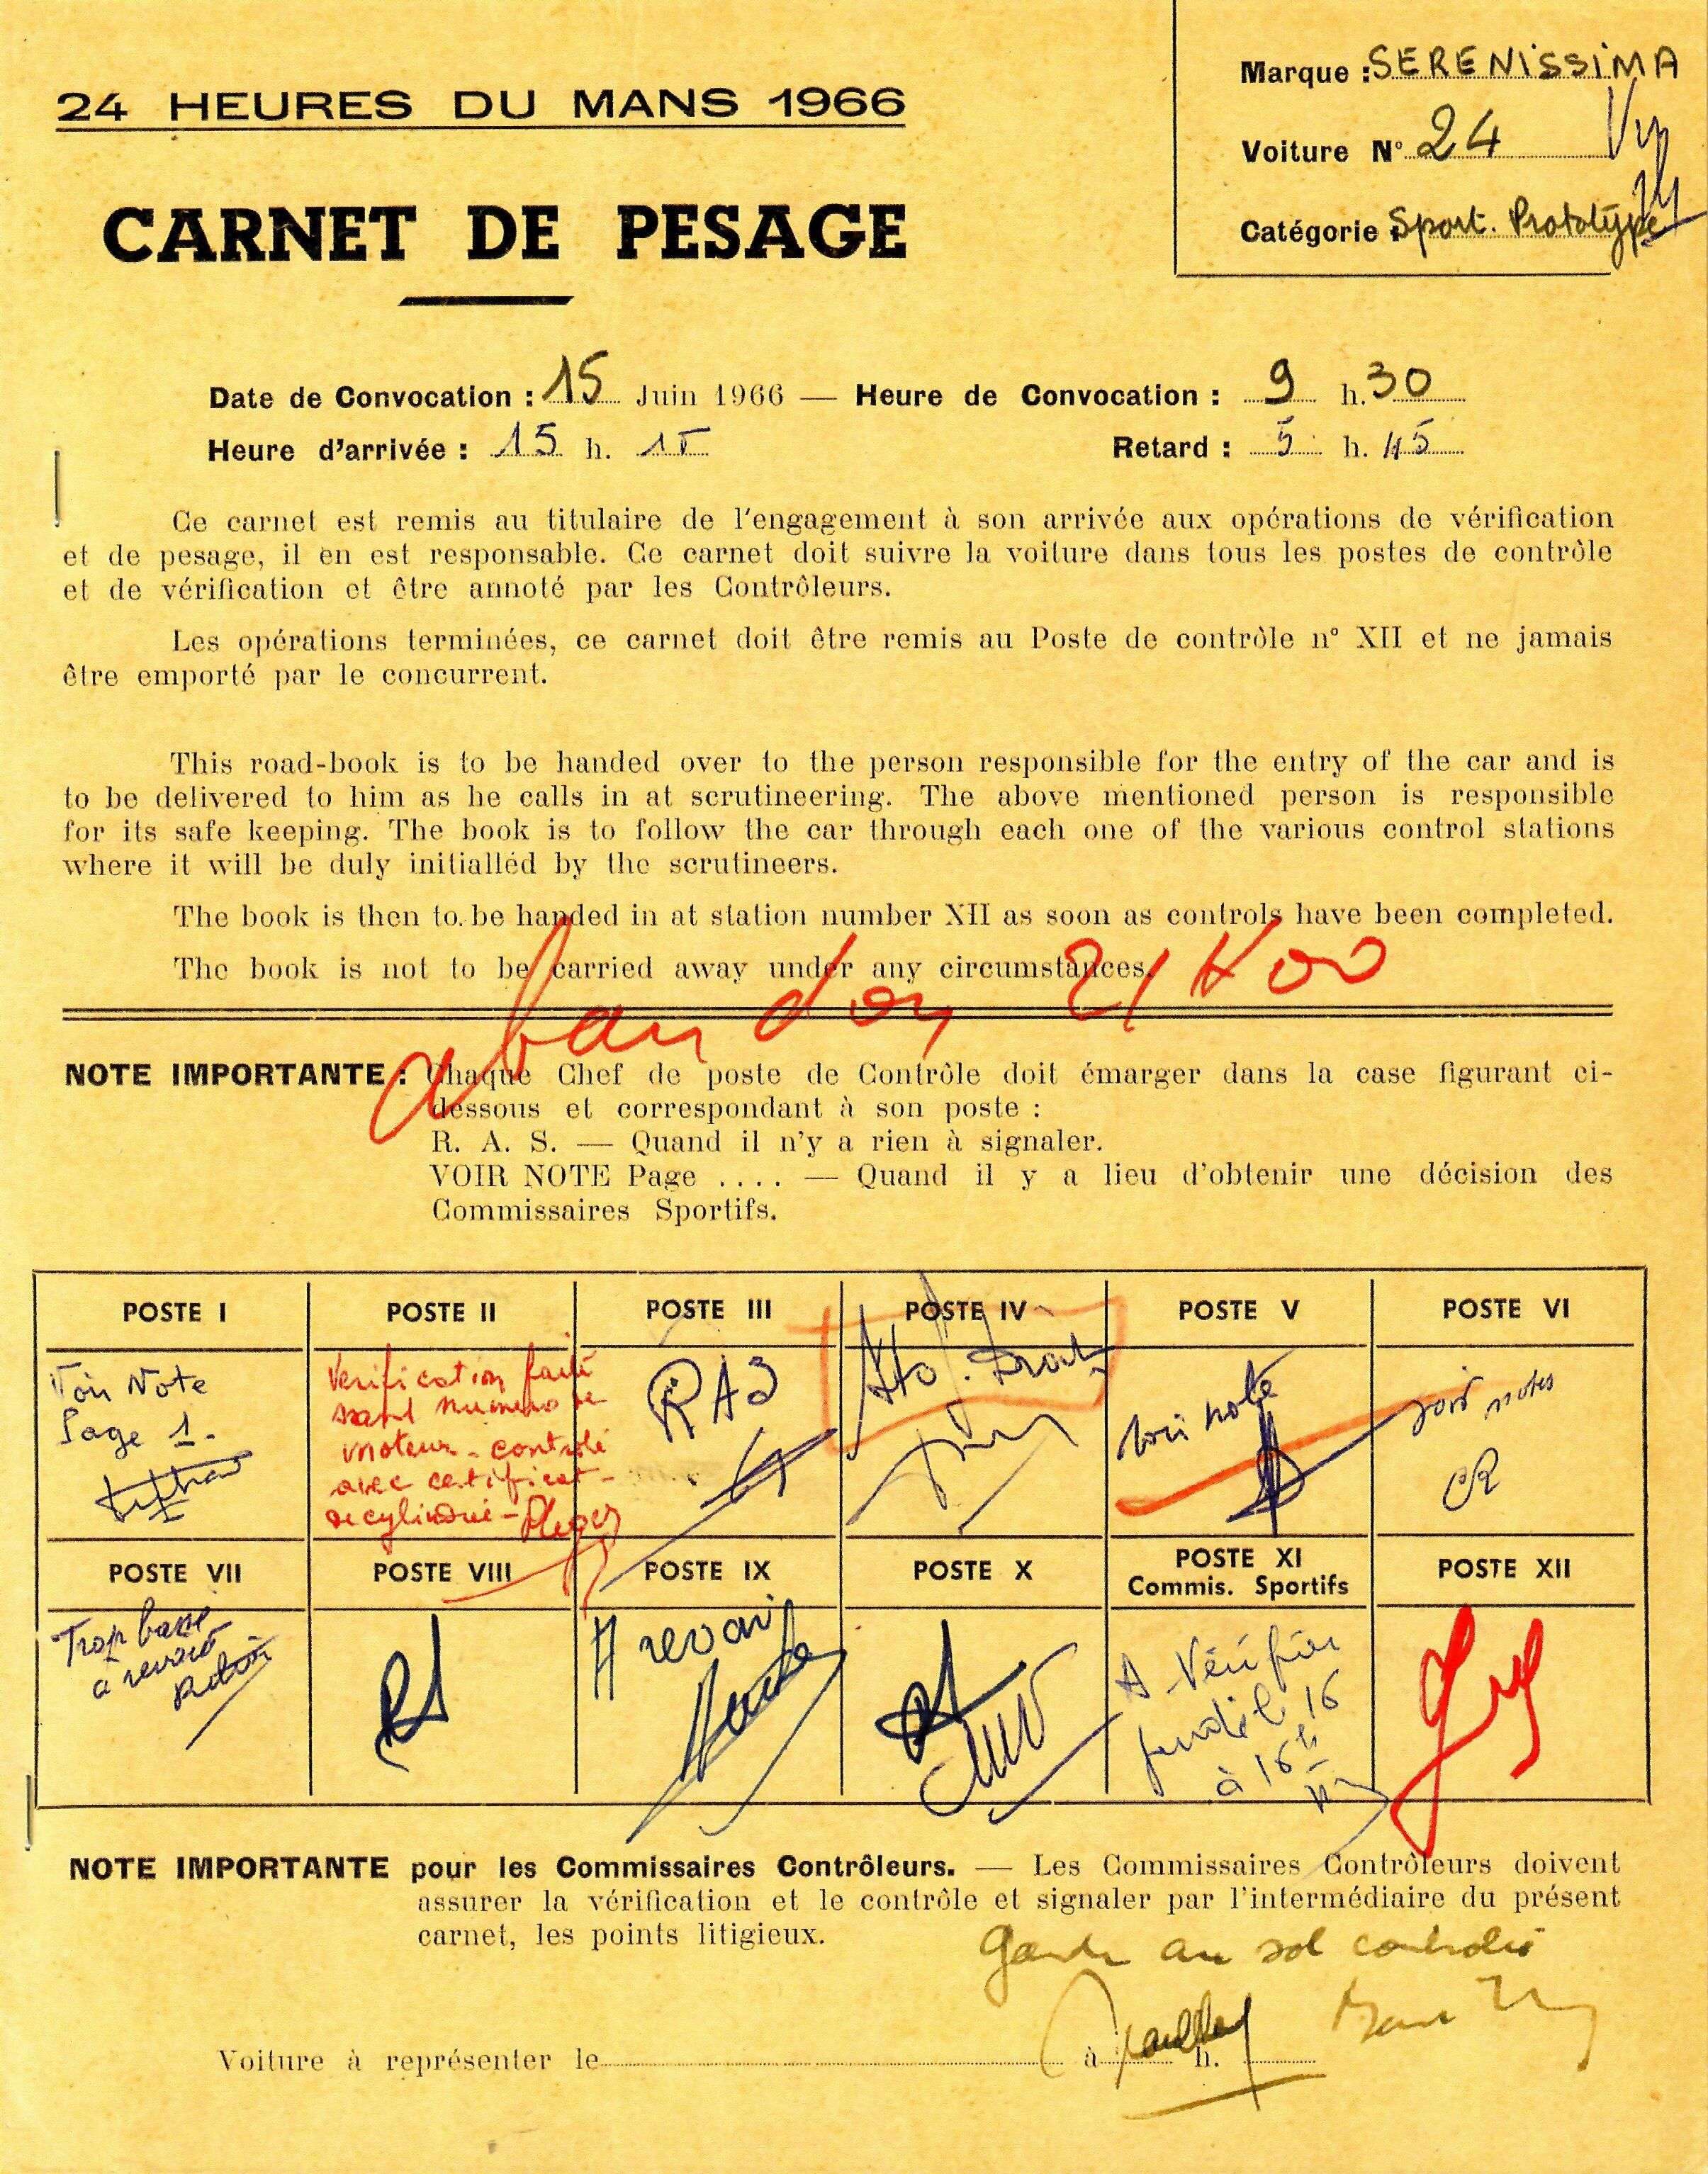 24 HEURES DU MANS 1966
CARNET DE PESAGE
Marque : SERENISSIMA
Voiture N° 24
Catégorie : Sport. Prototype
Date de Convocation : 15 Juin 1966 — Heure de Convocation : 9 h. 30
Heure d'arrivée : 15 h. 15 Retard : 5 h. 45
Ce carnet est remis au titulaire de l'engagement à son arrivée aux opérations de vérification
et de pesage, il en est responsable. Ce carnet doit suivre la voiture dans tous les postes de contrôle
et de vérification et être annoté par les Contrôleurs.
Les opérations terminées, ce carnet doit être remis au Poste de contrôle n° XII et ne jamais
être emporté par le concurrent.
This road-book is to be handed over to the person responsible for the entry of the car and is
to be delivered to him as he calls in at scrutineering. The above mentioned person is responsible
for its safe keeping. The book is to follow the car through each one of the various control stations
where it will be duly initialléd by the scrutineers.
The book is then to be handed in at station number XII as soon as controls have been completed.
The book is not to be carried away under any circumstances.
abandon 21 H 00
NOTE IMPORTANTE : Chaque Chef de poste de Contrôle doit émarger dans la case figurant ci-
dessous et correspondant à son poste :
R. A. S. — Quand il n'y a rien à signaler.
VOIR NOTE Page .... — Quand il y a lieu d'obtenir une décision des
Commissaires Sportifs.
POSTE I
Voir Note
Page 1.
POSTE II
Verification faite
sans numero de
moteur - controlé
avec certificat
de cylindrée -
POSTE III
RAS
POSTE IV
POSTE V
Voir note
POSTE VI
voir notes
CR
POSTE VII
Trop basse
a revoir
POSTE VIII
POSTE IX
A revoir
POSTE X
POSTE XI
Commis. Sportifs
A Vérifier
jeudi le 16
à 16 h
POSTE XII
NOTE IMPORTANTE pour les Commissaires Contrôleurs. — Les Commissaires Contrôleurs doivent
assurer la vérification et le contrôle et signaler par l'intermédiaire du présent
carnet, les points litigieux.
Garde au sol controlée
Voiture à représenter le à h.